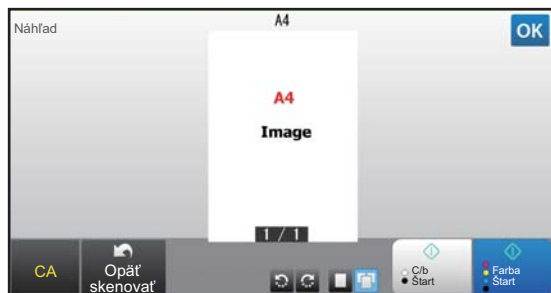 Náhľad
A4
OK
A4
Image
1 / 1
CA
Opäť
skenovať
C/b
Štart
Farba
Štart